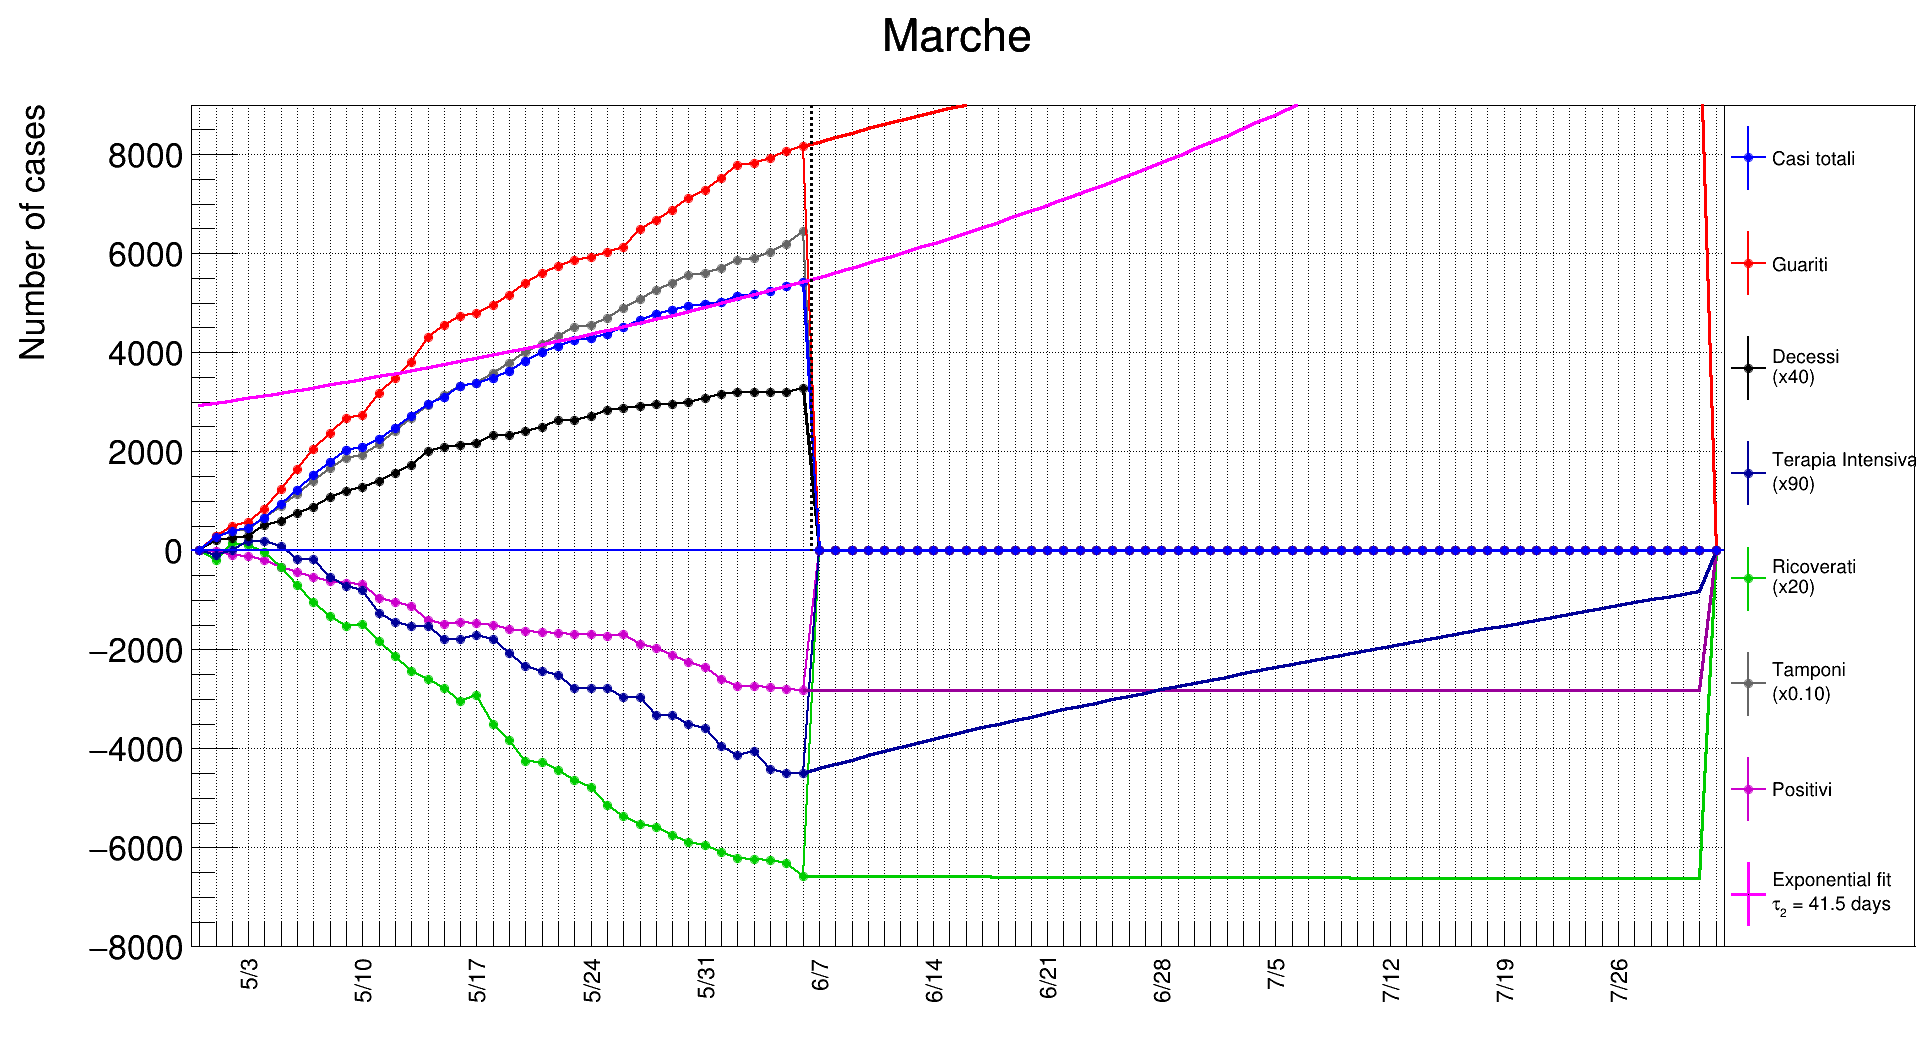 Marche
Number of cases
8000
6000
4000
2000
0
−2000
−4000
−6000
−8000
5/3
5/10
5/17
5/24
5/31
6/7
6/14
6/21
6/28
7/5
7/12
7/19
7/26
Casi totali
Guariti
Decessi
(x40)
Terapia Intensiva
(x90)
Ricoverati
(x20)
Tamponi
(x0.10)
Positivi
Exponential fit
τ2 = 41.5 days